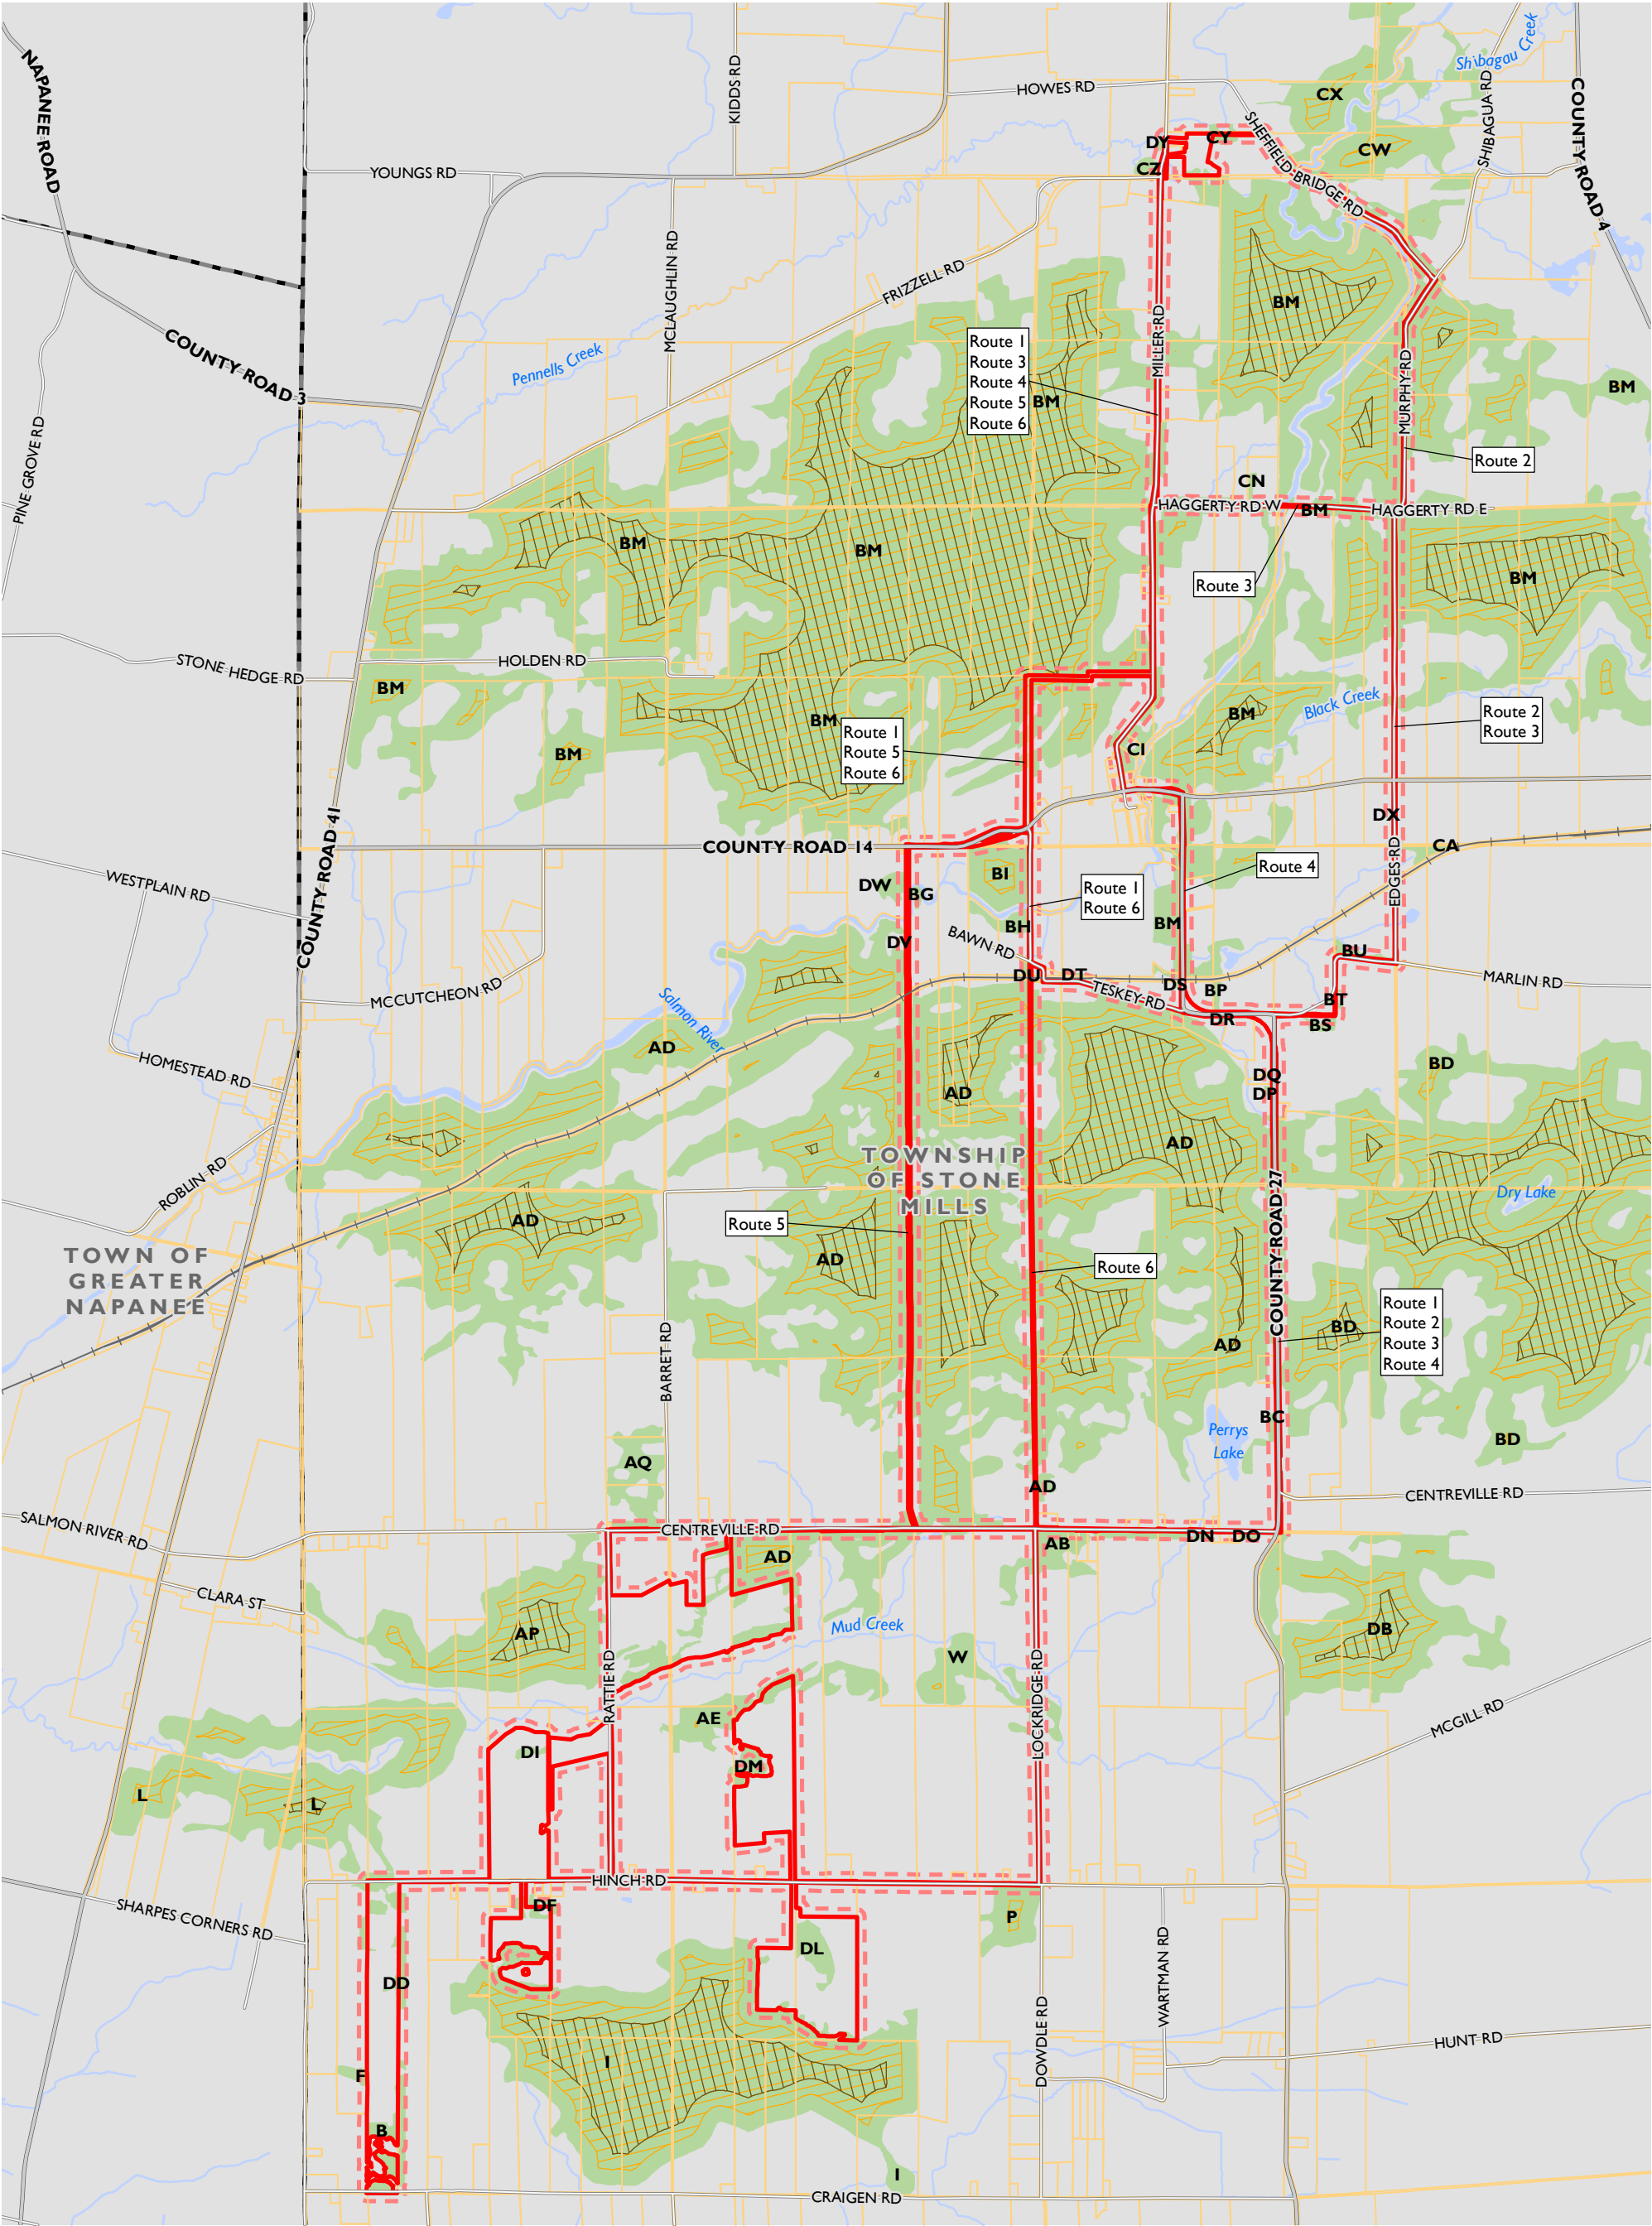 Shibagau Creek
NAPANEE ROAD
KIDDS RD
HOWES RD
CX
SHIBAGUA RD
COUNTY ROAD 4
SHEFFIELD BRIDGE RD
DY
CY
CW
CZ
YOUNGS RD
MCLAUGHLIN RD
FRIZZELL RD
BM
COUNTY ROAD 3
Pennells Creek
Route 1
Route 3
Route 4
Route 5
Route 6
BM
MILLER RD
MURPHY RD
BM
PINE GROVE RD
Route 2
CN
HAGGERTY RD W
BM
HAGGERTY RD E
BM
BM
Route 3
BM
STONE HEDGE RD
HOLDEN RD
BM
BM
BM
Route 1
Route 5
Route 6
BM
Black Creek
Route 2
Route 3
CI
COUNTY ROAD 41
COUNTY ROAD 14
DX
CA
EDGES RD
WESTPLAIN RD
DW
BG
BI
Route 1
Route 6
Route 4
BH
BM
DV
BAWN RD
BU
MCCUTCHEON RD
DU
DT
TESKEY RD
DS
BP
MARLIN RD
BT
DR
BS
Salmon River
AD
HOMESTEAD RD
AD
DQ
DP
BD
AD
TOWNSHIP
OF STONE
MILLS
ROBLIN RD
AD
Route 5
COUNTY ROAD 27
Dry Lake
TOWN OF
GREATER
NAPANEE
AD
Route 6
BARRET RD
AD
BD
Route 1
Route 2
Route 3
Route 4
BC
Perrys
Lake
BD
AQ
AD
CENTREVILLE RD
SALMON RIVER RD
CENTREVILLE RD
DN
DO
AB
AD
CLARA ST
AP
Mud Creek
DB
W
RATTIE RD
LOCKRIDGE RD
MCGILL RD
AE
DI
DM
L
L
HINCH RD
SHARPES CORNERS RD
DF
P
DL
DD
WARTMAN RD
DOWDLE RD
HUNT RD
I
F
B
I
CRAIGEN RD